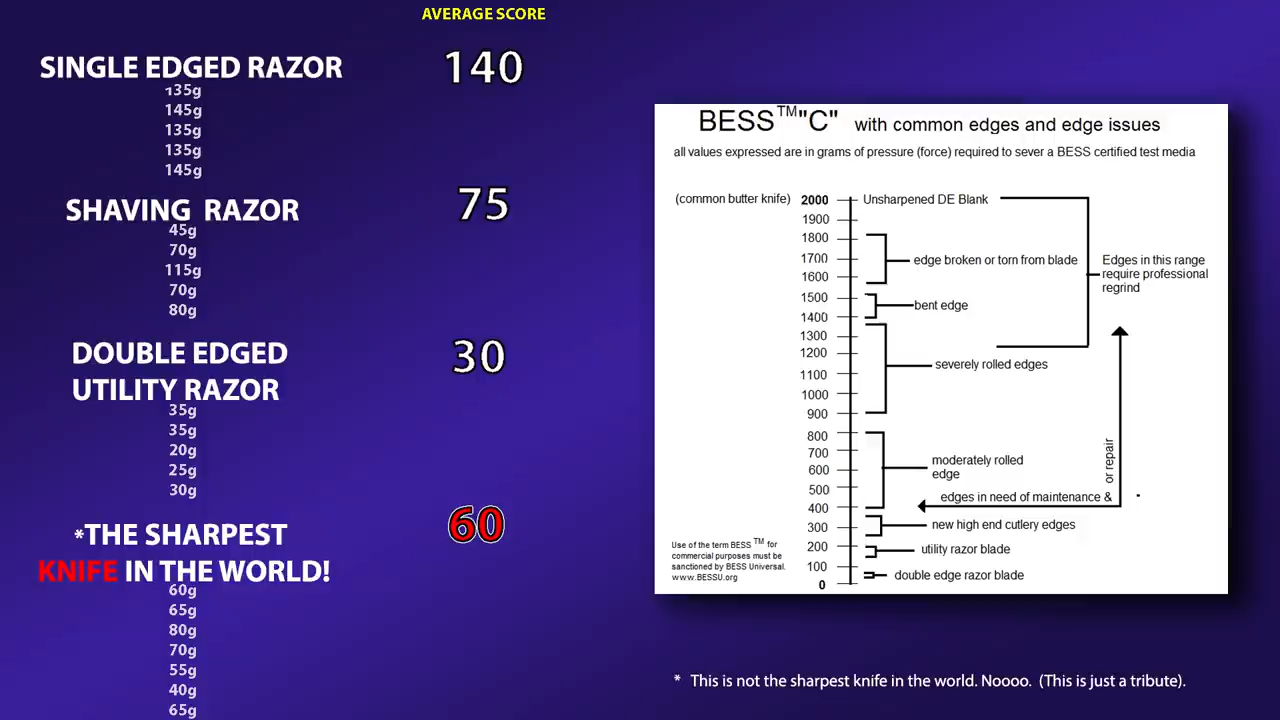 AVERAGE SCORE
SINGLE EDGED RAZOR
140
135g
145g
135g
135g
145g
SHAVING RAZOR
75
45g
70g
115g
70g
80g
DOUBLE EDGED
UTILITY RAZOR
30
35g
35g
20g
25g
30g
*THE SHARPEST
KNIFE IN THE WORLD!
60
60g
65g
80g
70g
55g
40g
65g
BESS™"C" with common edges and edge issues
all values expressed are in grams of pressure (force) required to sever a BESS certified test media
(common butter knife) 2000 Unsharpened DE Blank
1900
1800
1700 edge broken or torn from blade
1600
Edges in this range
require professional
regrind
1500 bent edge
1400
1300
1200
1100 severely rolled edges
1000
900
800
700 moderately rolled
edge
600
500 edges in need of maintenance &
or repair
400
300 new high end cutlery edges
200 utility razor blade
100 double edge razor blade
0
Use of the term BESS ™ for
commercial purposes must be
sanctioned by BESS Universal.
www.BESSU.org
* This is not the sharpest knife in the world. Noooo. (This is just a tribute).